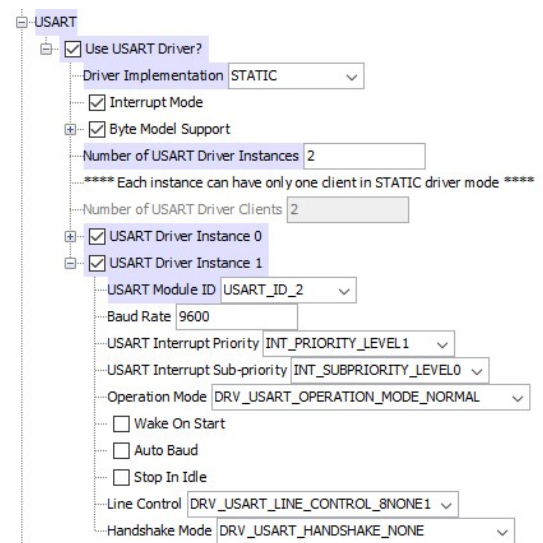 USART
Use USART Driver?
Driver Implementation STATIC
Interrupt Mode
Byte Model Support
Number of USART Driver Instances 2
**** Each instance can have only one client in STATIC driver mode ****
Number of USART Driver Clients 2
USART Driver Instance 0
USART Driver Instance 1
USART Module ID USART_ID_2
Baud Rate 9600
USART Interrupt Priority INT_PRIORITY_LEVEL1
USART Interrupt Sub-priority INT_SUBPRIORITY_LEVEL0
Operation Mode DRV_USART_OPERATION_MODE_NORMAL
Wake On Start
Auto Baud
Stop In Idle
Line Control DRV_USART_LINE_CONTROL_8NONE1
Handshake Mode DRV_USART_HANDSHAKE_NONE